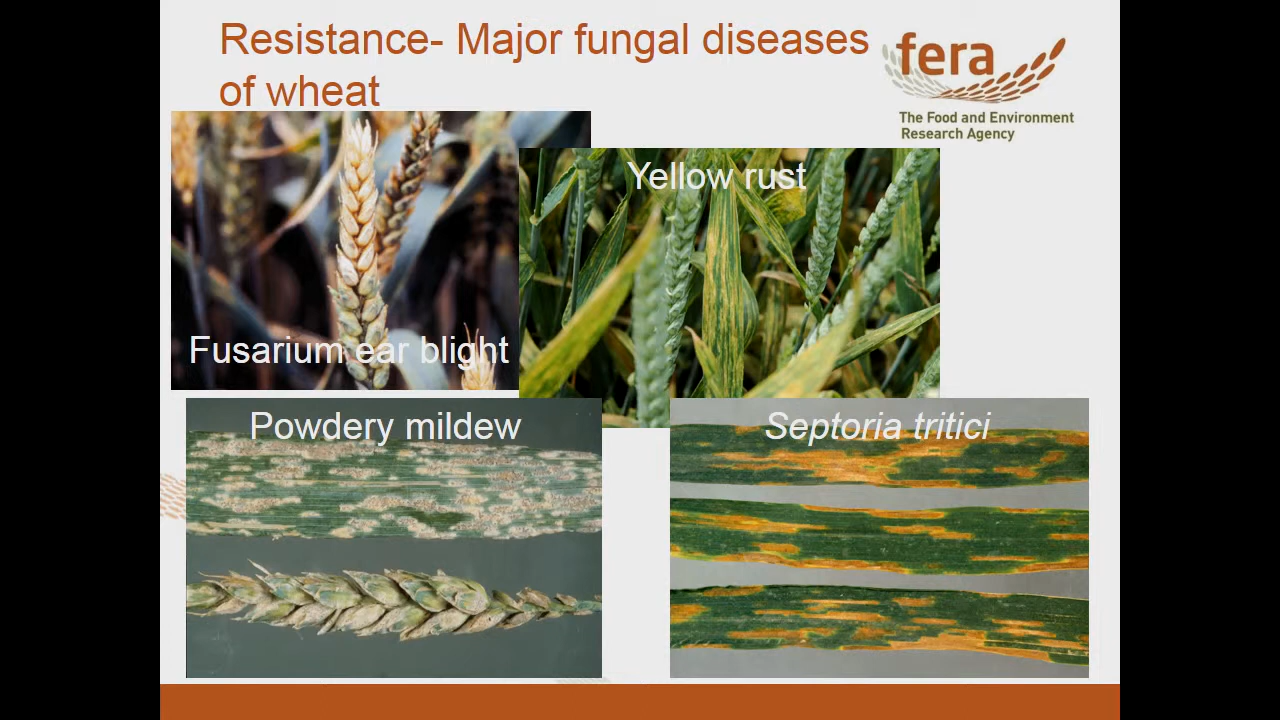 Resistance- Major fungal diseases
of wheat
fera
The Food and Environment
Research Agency
Yellow rust
Fusarium ear blight
Powdery mildew
Septoria tritici